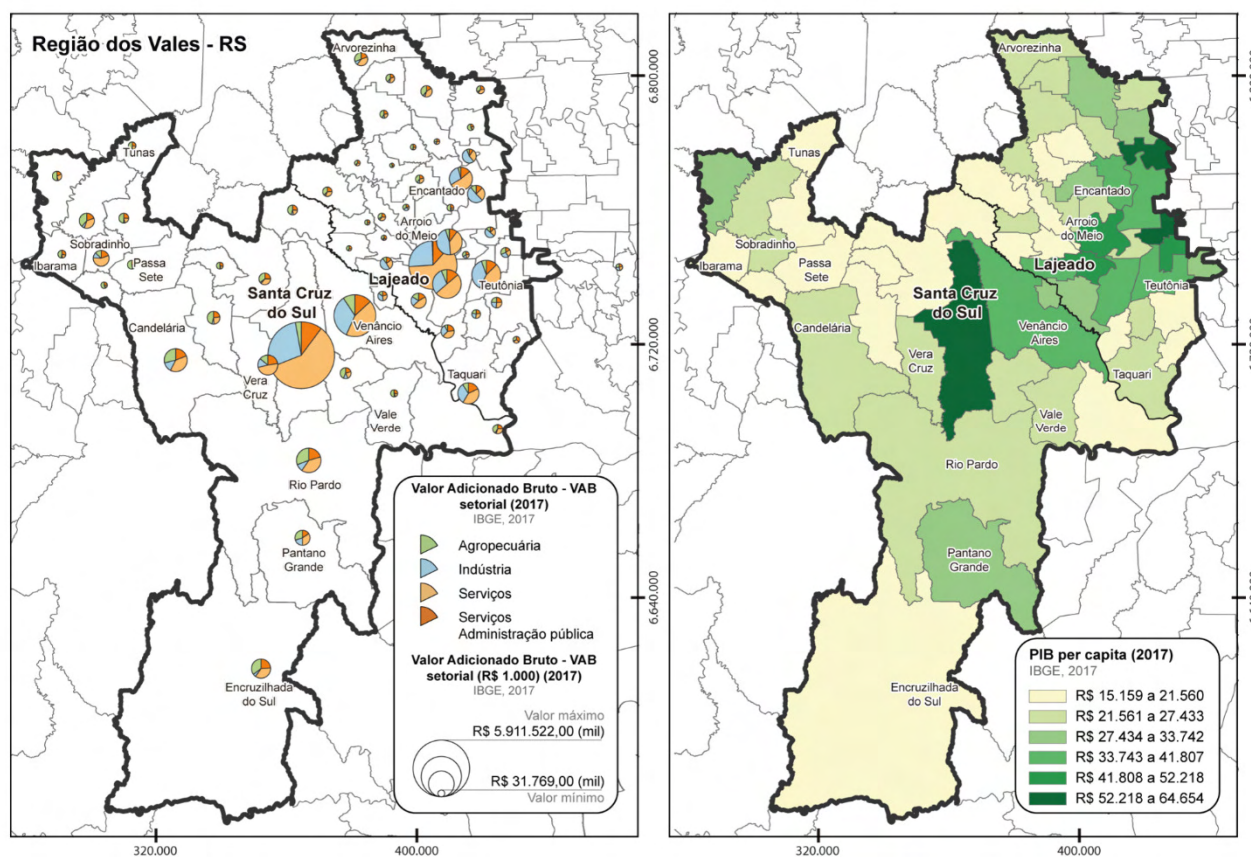 Região dos Vales - RS
Arvorezinha
Tunas
Encantado
Arroio
do Meio
Sobradinho
Ibarama
Passa
Sete
Lajeado
Teutônia
Santa Cruz
do Sul
Candelária
Venâncio
Aires
Vera
Cruz
Taquari
Vale
Verde
Rio Pardo
Pantano
Grande
Encruzilhada
do Sul
Valor Adicionado Bruto - VAB
setorial (2017)
IBGE, 2017
Agropecuária
Indústria
Serviços
Serviços
Administração pública
Valor Adicionado Bruto - VAB
setorial (R$ 1.000) (2017)
IBGE, 2017
Valor máximo
R$ 5.911.522,00 (mil)
R$ 31.769,00 (mil)
Valor mínimo
320.000
400.000
6.800.000
6.720.000
6.640.000
Arvorezinha
Tunas
Encantado
Arroio
do Meio
Sobradinho
Ibarama
Passa
Sete
Lajeado
Teutônia
Santa Cruz
do Sul
Candelária
Venâncio
Aires
Vera
Cruz
Taquari
Vale
Verde
Rio Pardo
Pantano
Grande
Encruzilhada
do Sul
PIB per capita (2017)
IBGE, 2017
R$ 15.159 a 21.560
R$ 21.561 a 27.433
R$ 27.434 a 33.742
R$ 33.743 a 41.807
R$ 41.808 a 52.218
R$ 52.218 a 64.654
320.000
400.000